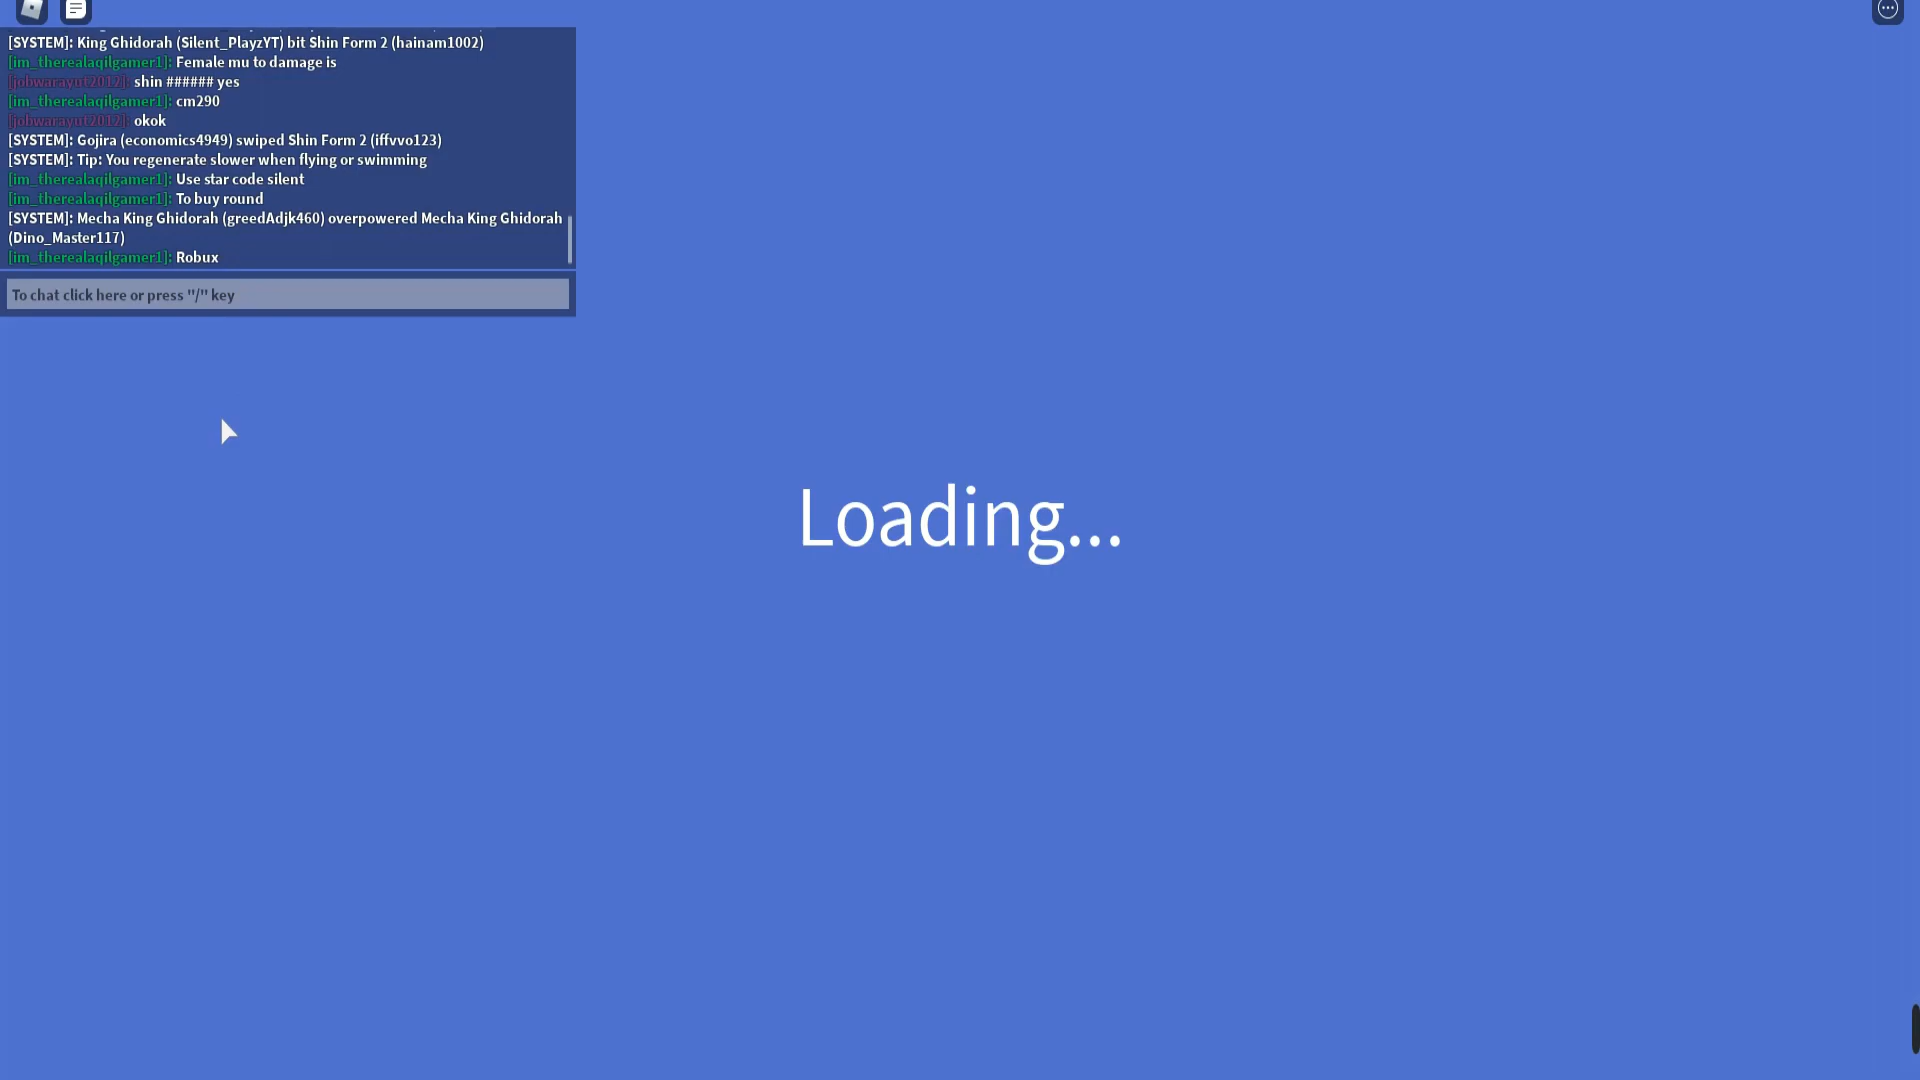 [SYSTEM]: King Ghidorah (Silent_PlayzYT) bit Shin Form 2 (hainam1002)
[im_therealaqilgamer1]: Female mu to damage is
[jobwarayut2012]: shin ###### yes
[im_therealaqilgamer1]: cm290
[jobwarayut2012]: okok
[SYSTEM]: Gojira (economics4949) swiped Shin Form 2 (iffvvo123)
[SYSTEM]: Tip: You regenerate slower when flying or swimming
[im_therealaqilgamer1]: Use star code silent
[im_therealaqilgamer1]: To buy round
[SYSTEM]: Mecha King Ghidorah (greedAdjk460) overpowered Mecha King Ghidorah
(Dino_Master117)
[im_therealaqilgamer1]: Robux
To chat click here or press "/" key
Loading...